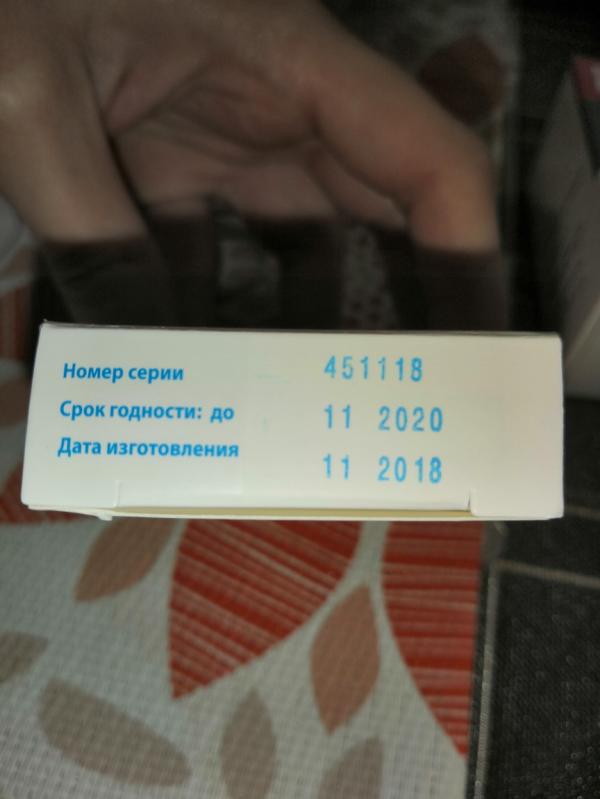 Номер серии 451118
Срок годности: до 11 2020
Дата изготовления 11 2018